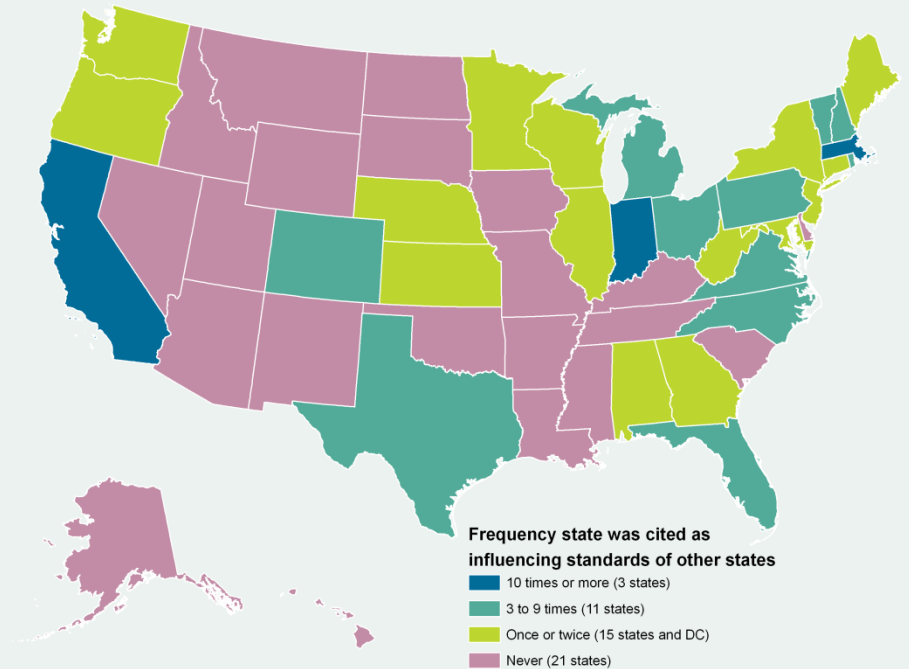 Frequency state was cited as
influencing standards of other states
10 times or more (3 states)
3 to 9 times (11 states)
Once or twice (15 states and DC)
Never (21 states)